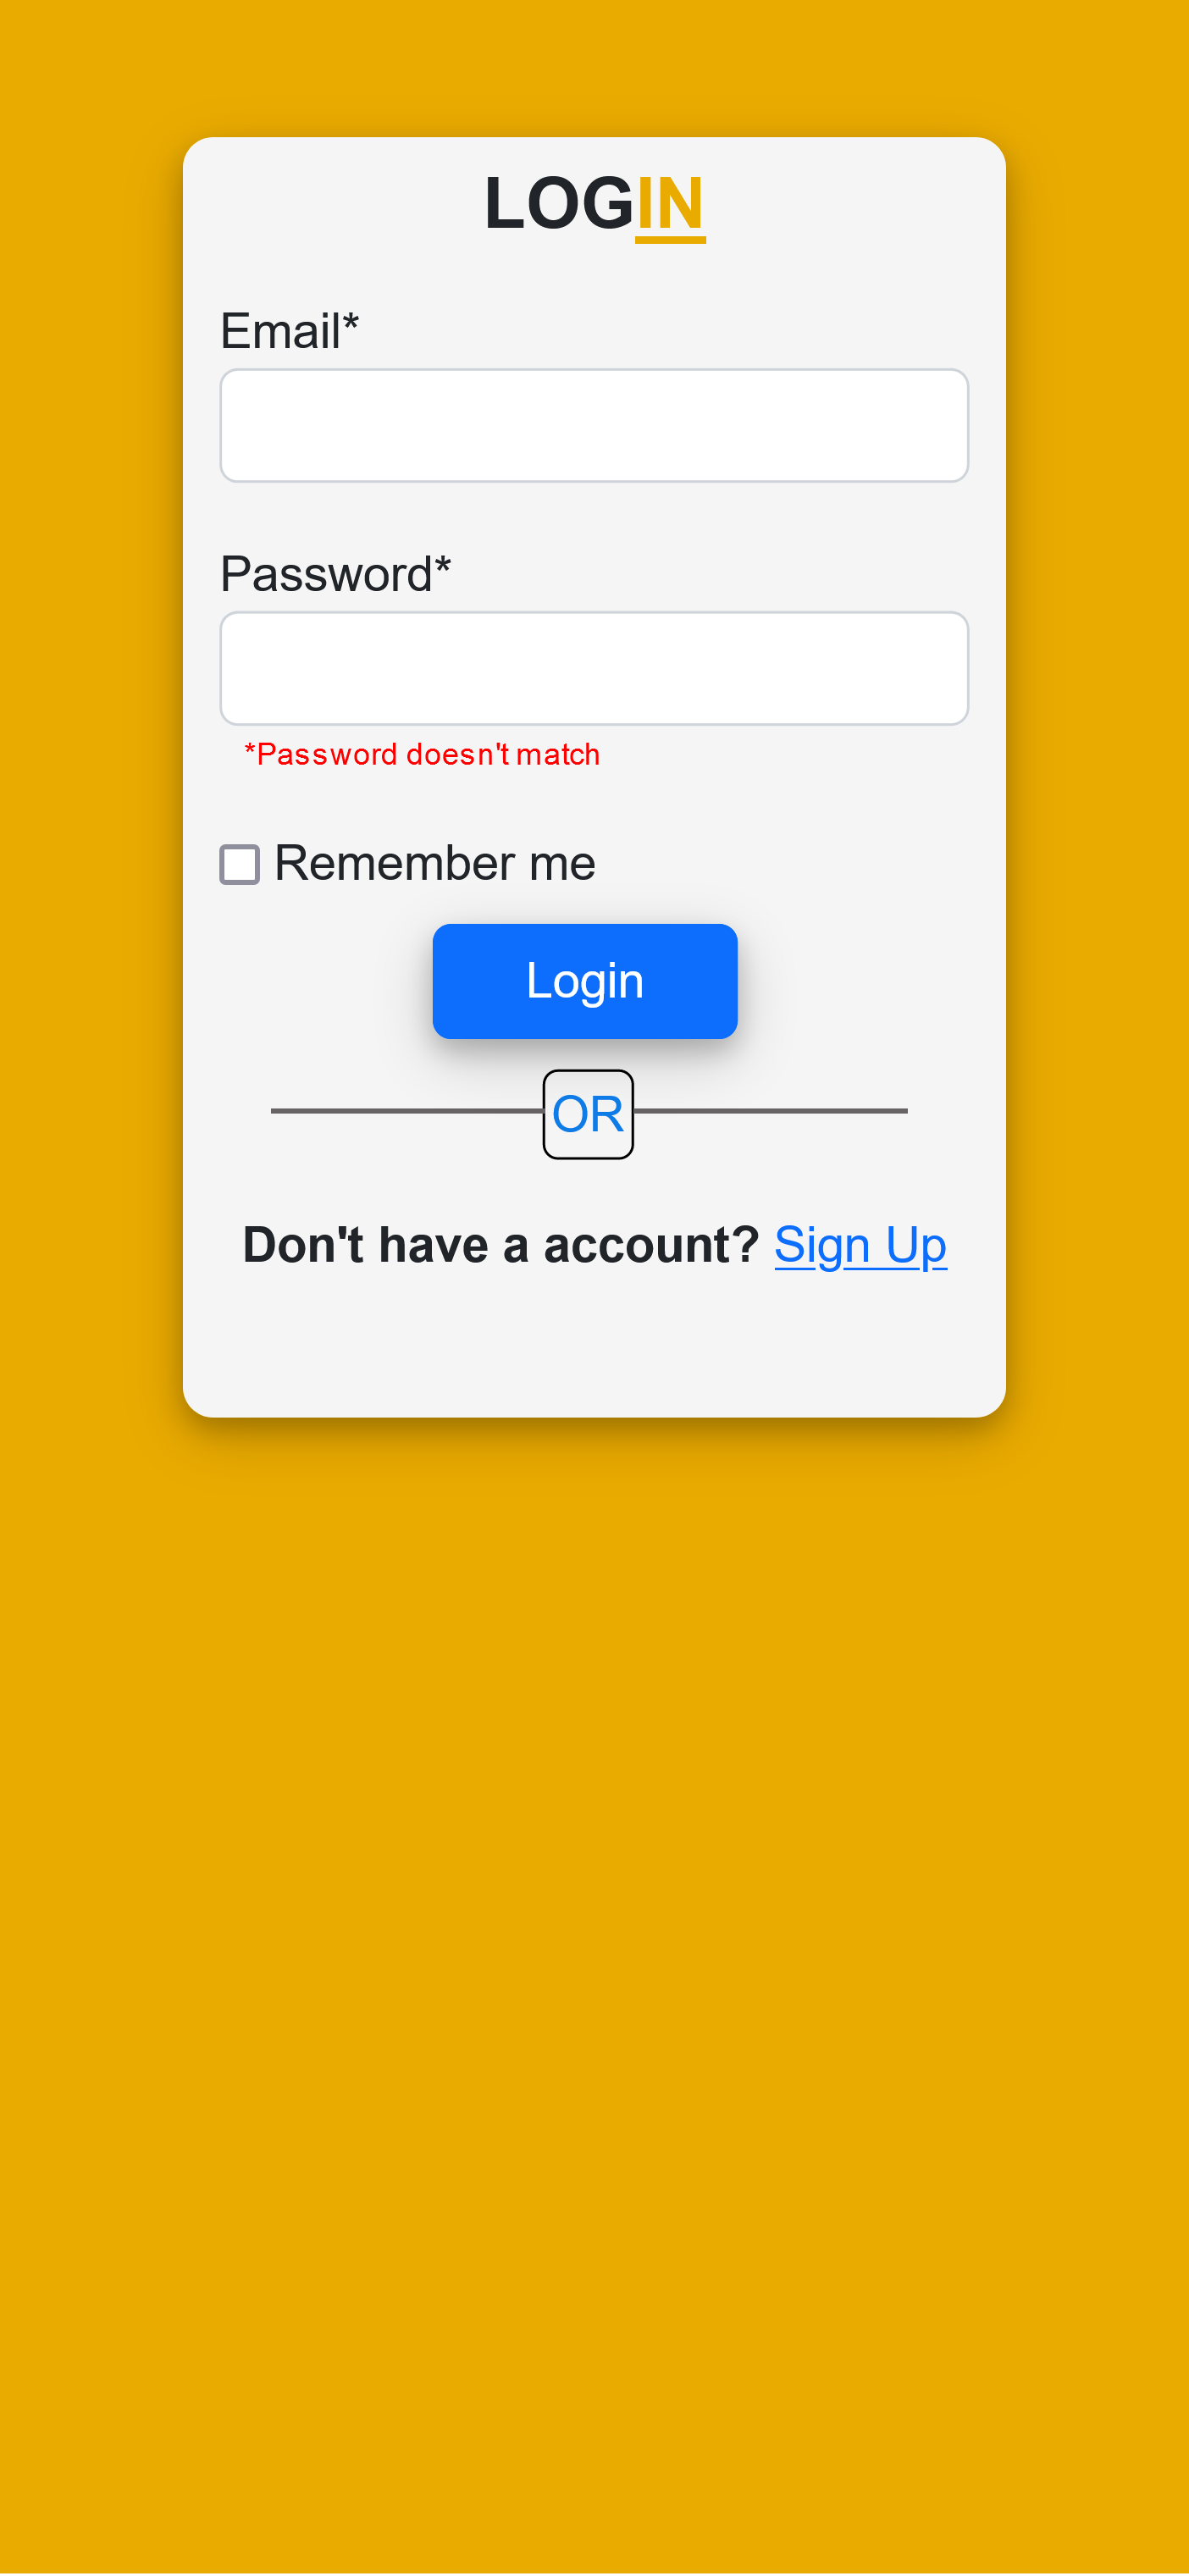 LOGIN
Email*
Password*
*Password doesn't match
Remember me
Login
OR
Don't have a account? Sign Up